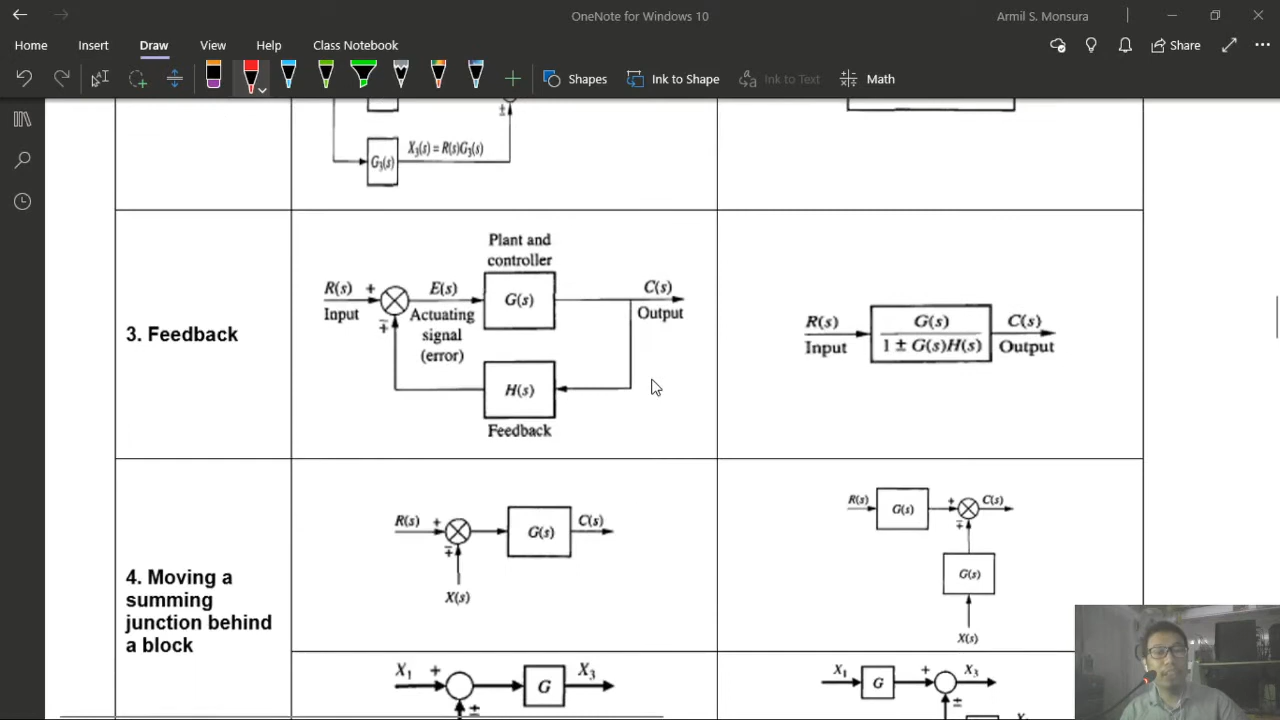 OneNote for Windows 10
Armil S. Monsura
Home Insert Draw View Help Class Notebook Share
Shapes Ink to Shape Ink to Text Math
±
G₃(s) X₃(s) = R(s)G₃(s)
3. Feedback
Plant and
controller
R(s) + E(s) G(s) C(s)
Input ∓ Actuating Output
signal
(error)
H(s)
Feedback
R(s) G(s) C(s)
Input 1 ± G(s)H(s) Output
4. Moving a
summing
junction behind
a block
R(s) + G(s) C(s)
∓
X(s)
R(s) G(s) + C(s)
∓
G(s)
X(s)
X₁ + G X₃
±
X₁ G + X₃
±